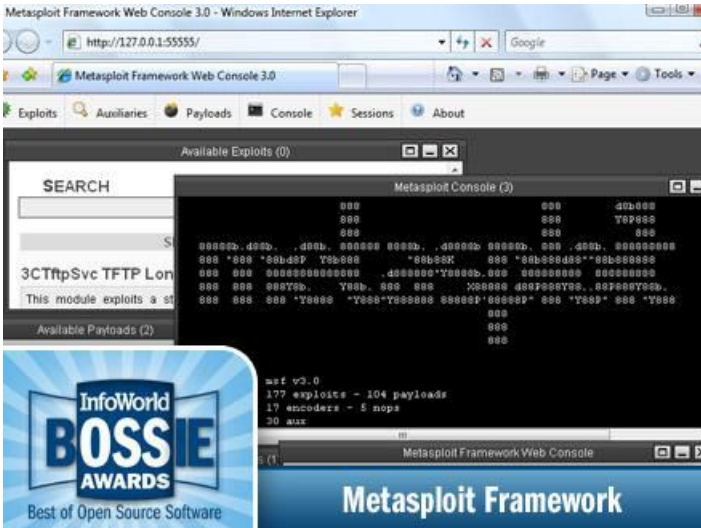 Metasploit Framework Web Console 3.0 - Windows Internet Explorer
http://127.0.0.1:55555/
Google
Metasploit Framework Web Console 3.0
Page
Tools
Exploits Auxiliaries Payloads Console Sessions About
Available Exploits (0)
SEARCH
3CTftpSvc TFTP Lon
This module exploits a st
Available Payloads (2)
Metasploit Console (3)
msf v3.0
177 exploits - 104 payloads
17 encoders - 5 nops
30 aux
Metasploit Framework Web Console
InfoWorld
BOSSIE
AWARDS
Best of Open Source Software
Metasploit Framework